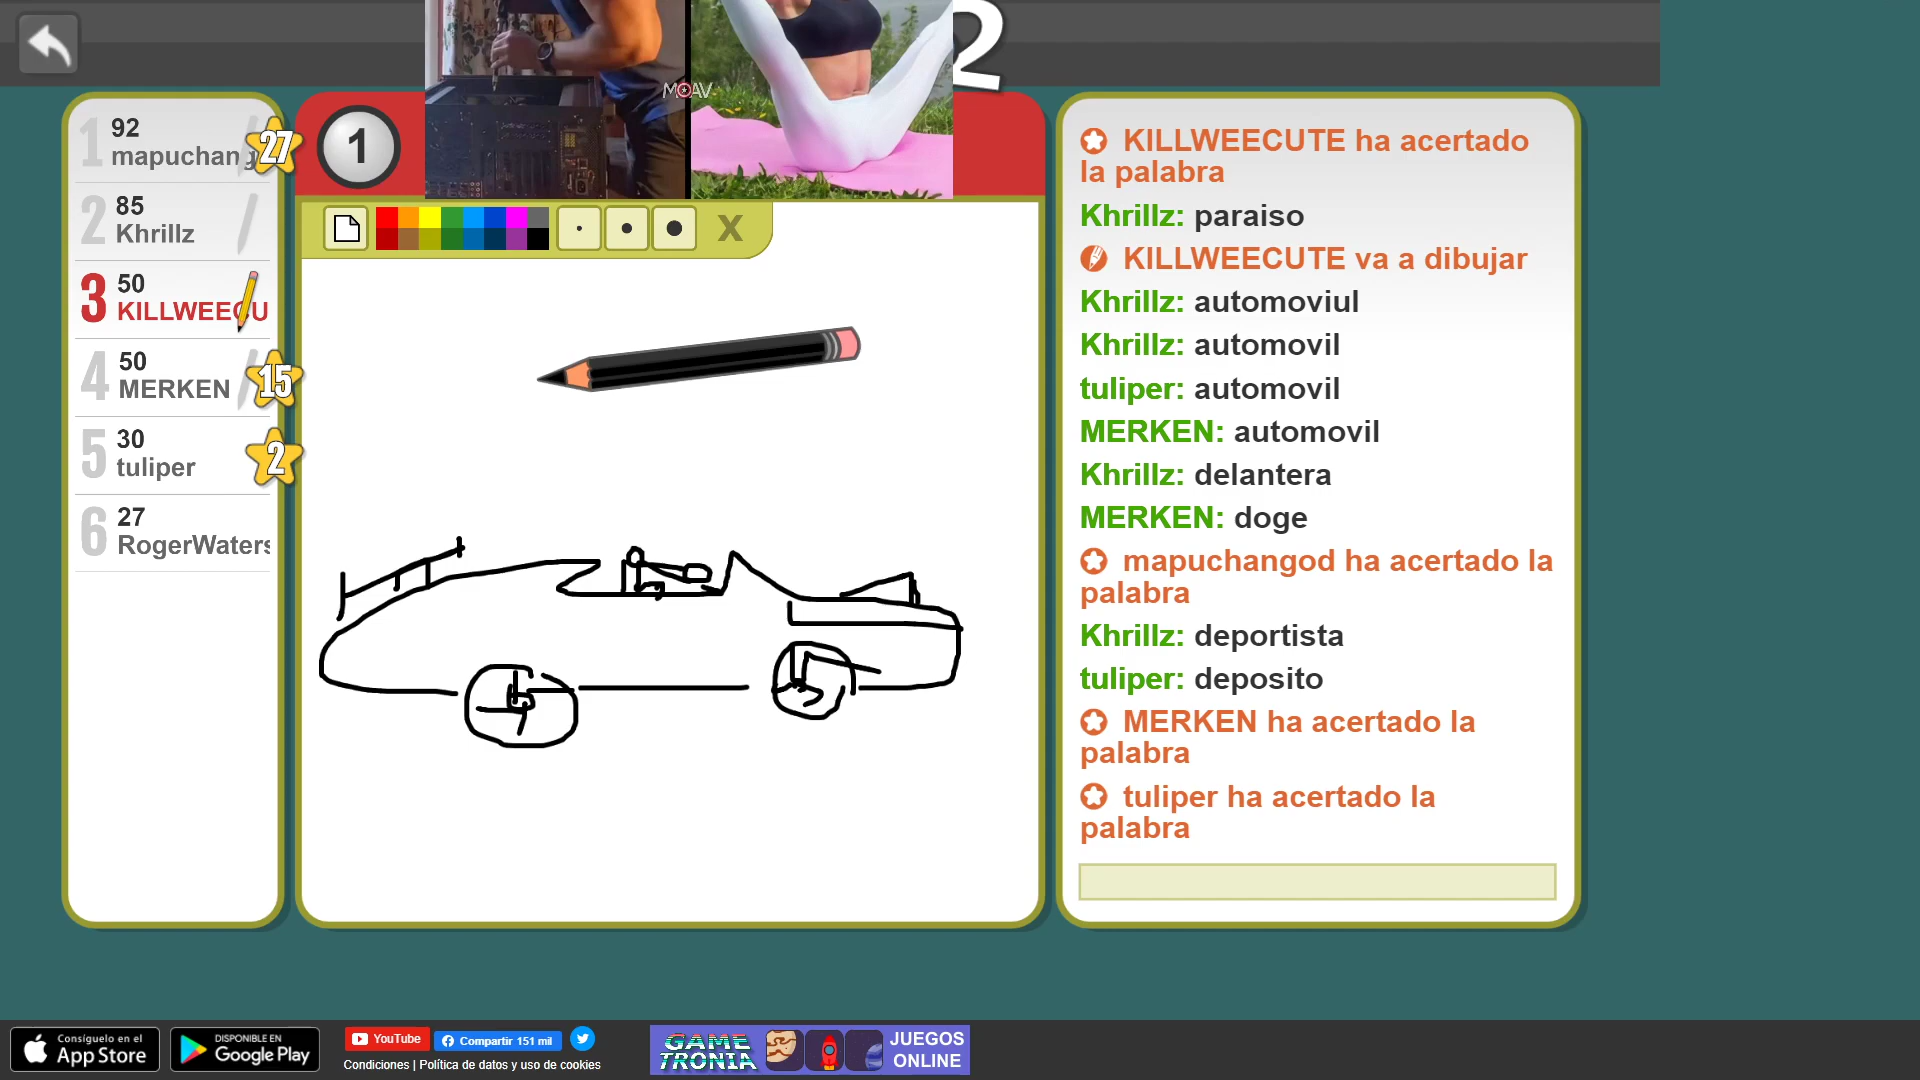 2
MOAV
1
92
mapuchang
27
2
85
Khrillz
3
50
KILLWEECU
4
50
MERKEN
15
5
30
tuliper
2
6
27
RogerWaters
X
KILLWEECUTE ha acertado
la palabra
Khrillz: paraiso
KILLWEECUTE va a dibujar
Khrillz: automoviul
Khrillz: automovil
tuliper: automovil
MERKEN: automovil
Khrillz: delantera
MERKEN: doge
mapuchangod ha acertado la
palabra
Khrillz: deportista
tuliper: deposito
MERKEN ha acertado la
palabra
tuliper ha acertado la
palabra
Consíguelo en el
App Store
DISPONIBLE EN
Google Play
YouTube
Compartir 151 mil
Condiciones | Política de datos y uso de cookies
GAME
TRONIA
JUEGOS
ONLINE